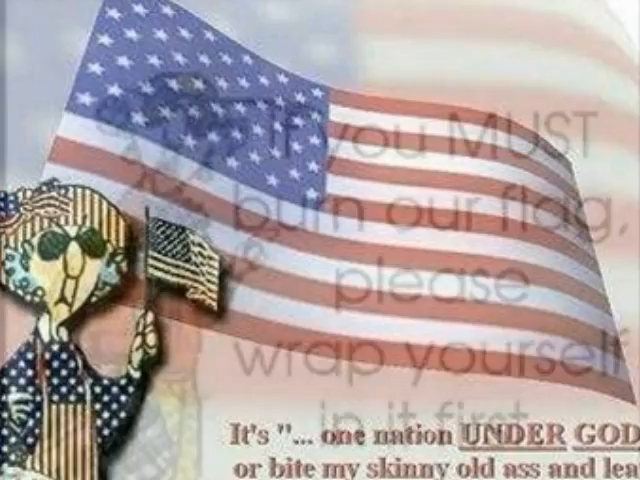 If you MUST
burn our flag,
please
wrap yourself
in it first
It's "... one nation UNDER GOD
or bite my skinny old ass and lea